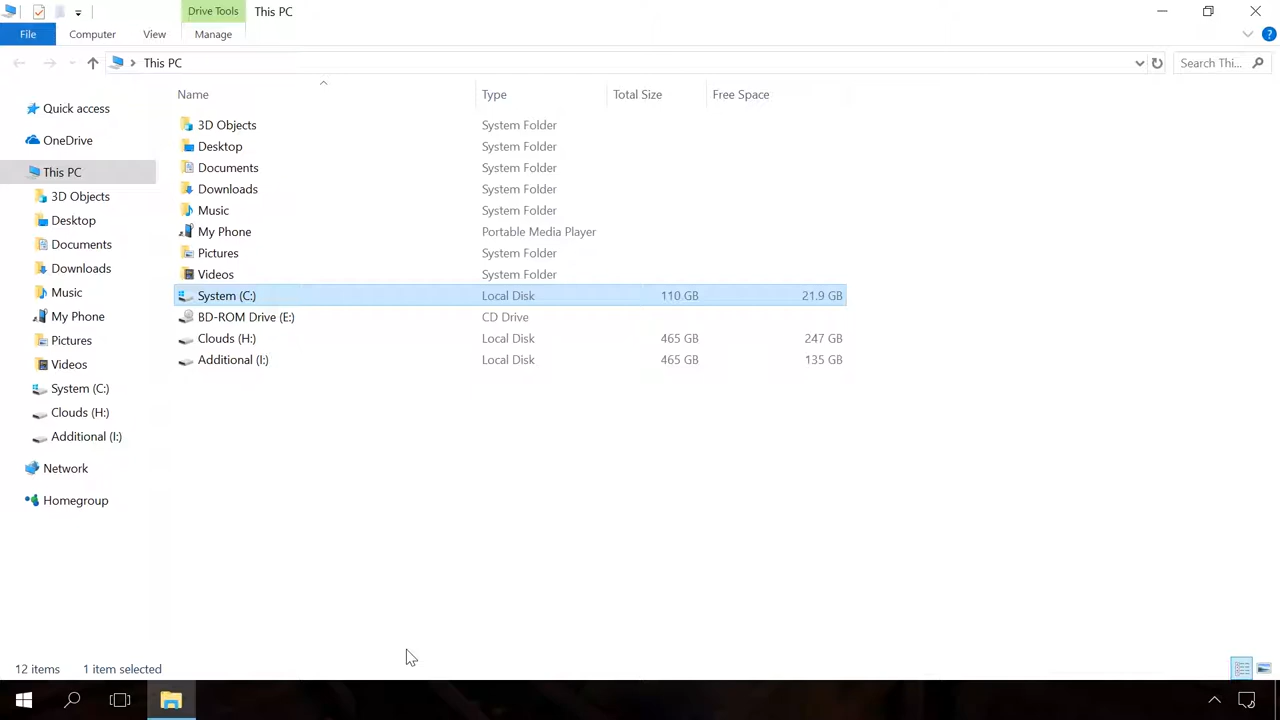 Drive Tools This PC
File Computer View Manage
This PC Search Thi...
Name Type Total Size Free Space
Quick access
OneDrive
This PC
3D Objects
Desktop
Documents
Downloads
Music
My Phone
Pictures
Videos
System (C:)
Clouds (H:)
Additional (I:)
Network
Homegroup
3D Objects System Folder
Desktop System Folder
Documents System Folder
Downloads System Folder
Music System Folder
My Phone Portable Media Player
Pictures System Folder
Videos System Folder
System (C:) Local Disk 110 GB 21.9 GB
BD-ROM Drive (E:) CD Drive
Clouds (H:) Local Disk 465 GB 247 GB
Additional (I:) Local Disk 465 GB 135 GB
12 items 1 item selected